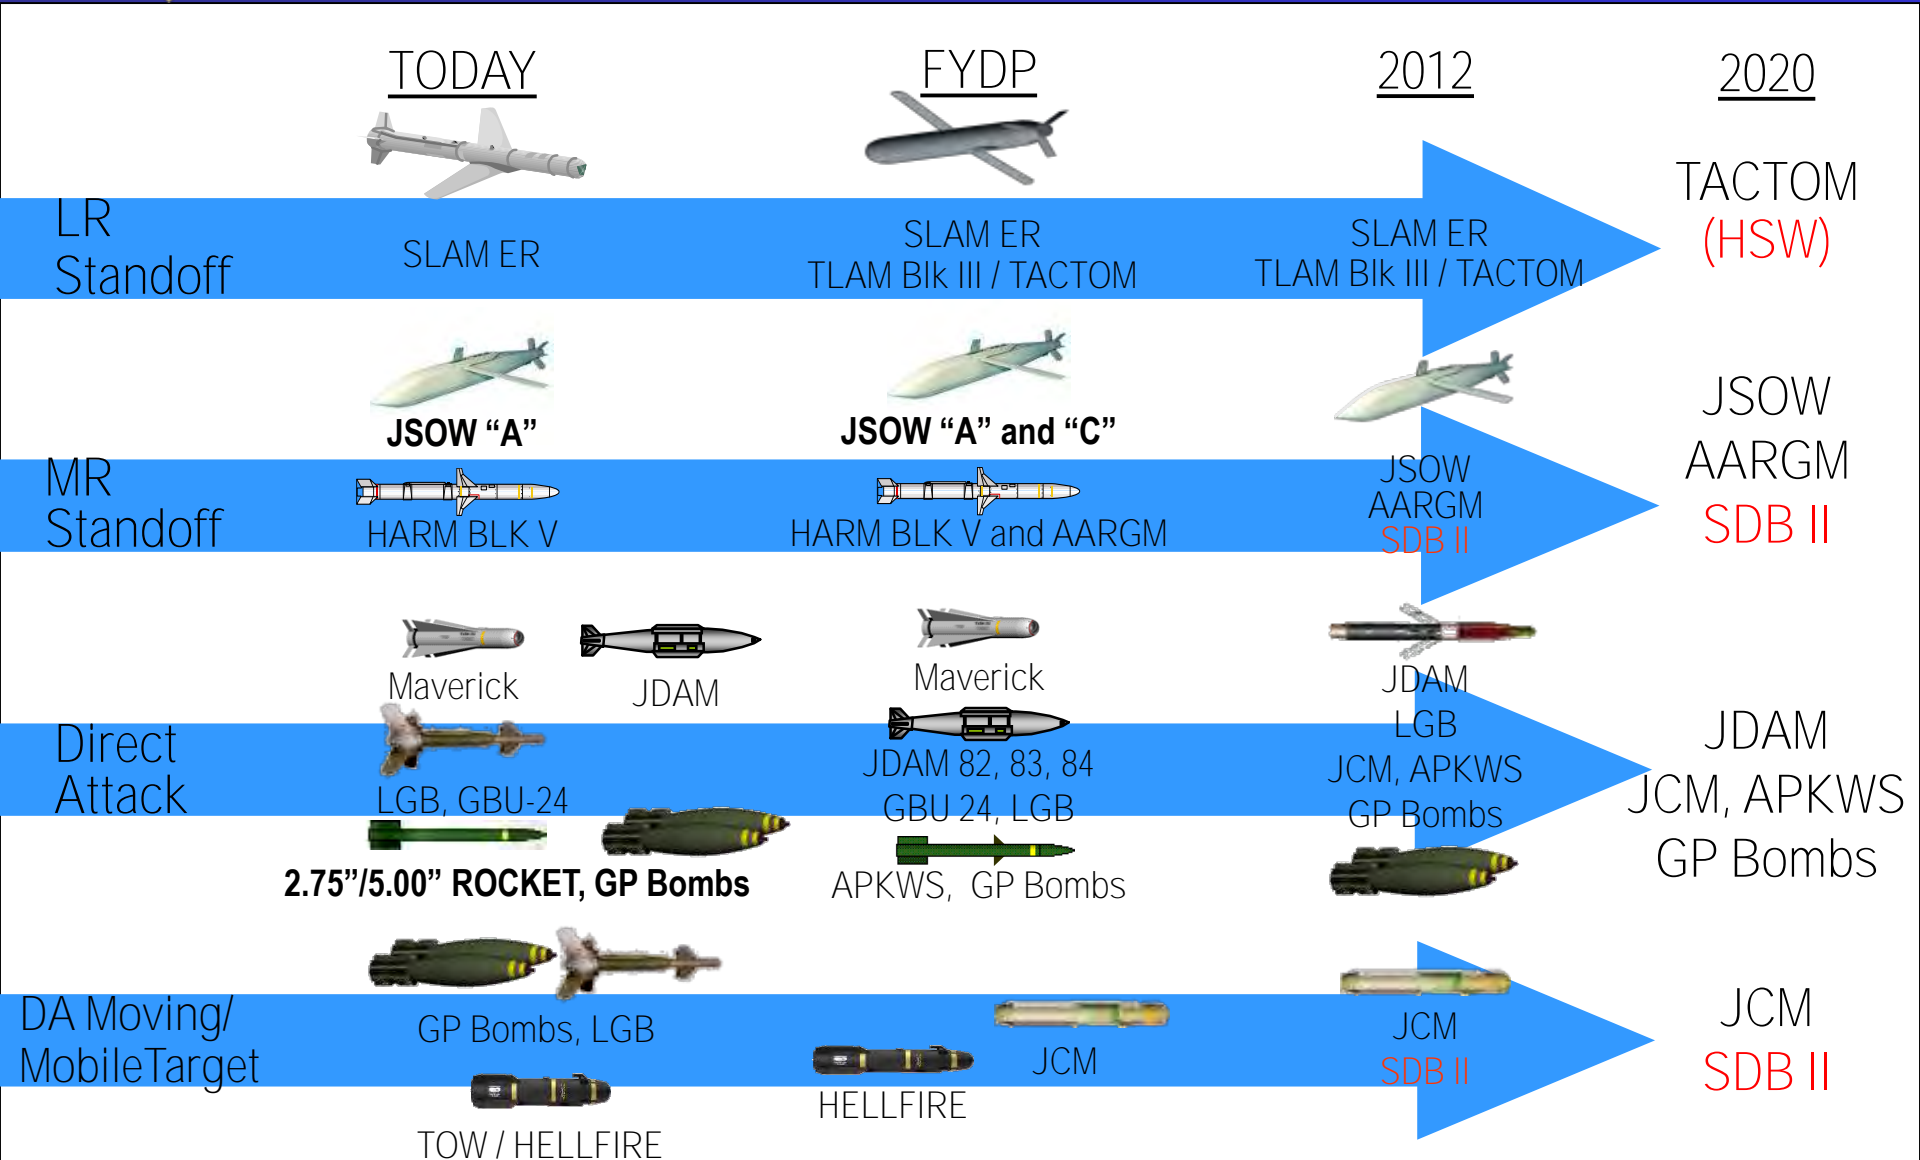 TODAY
FYDP
2012
2020
LR
Standoff
SLAM ER
SLAM ER
TLAM Blk III / TACTOM
SLAM ER
TLAM Blk III / TACTOM
TACTOM
(HSW)
MR
Standoff
JSOW “A”
HARM BLK V
JSOW “A” and “C”
HARM BLK V and AARGM
JSOW
AARGM
SDB II
JSOW
AARGM
SDB II
Direct
Attack
Maverick
JDAM
LGB, GBU-24
2.75”/5.00” ROCKET, GP Bombs
Maverick
JDAM 82, 83, 84
GBU 24, LGB
APKWS, GP Bombs
JDAM
LGB
JCM, APKWS
GP Bombs
JDAM
JCM, APKWS
GP Bombs
DA Moving/
MobileTarget
GP Bombs, LGB
TOW / HELLFIRE
JCM
HELLFIRE
JCM
SDB II
JCM
SDB II